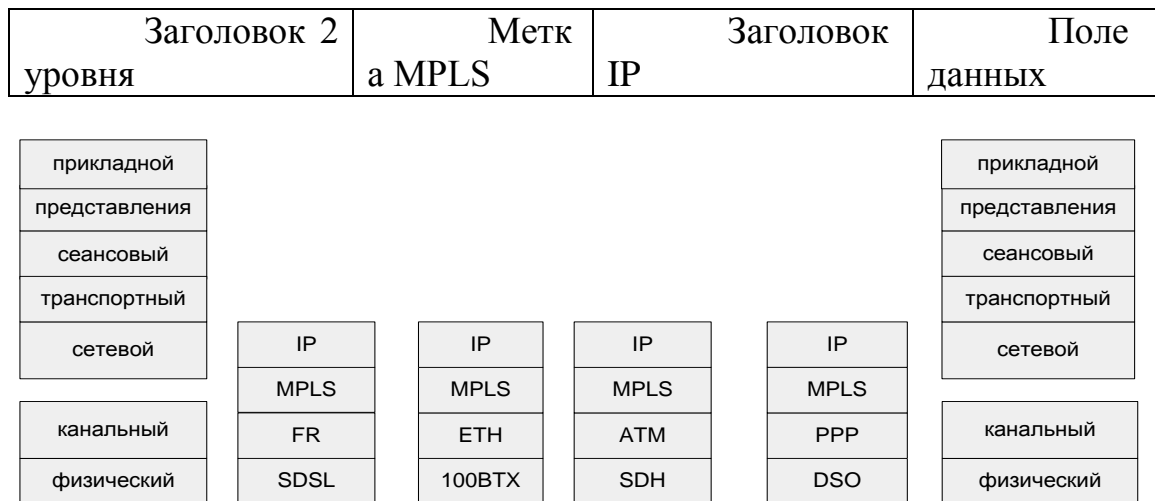 Заголовок 2 Метк Заголовок Поле
уровня а MPLS IP данных
прикладной прикладной
представления представления
сеансовый сеансовый
транспортный транспортный
сетевой IP IP IP IP сетевой
MPLS MPLS MPLS MPLS
канальный FR ETH ATM PPP канальный
физический SDSL 100BTX SDH DSO физический